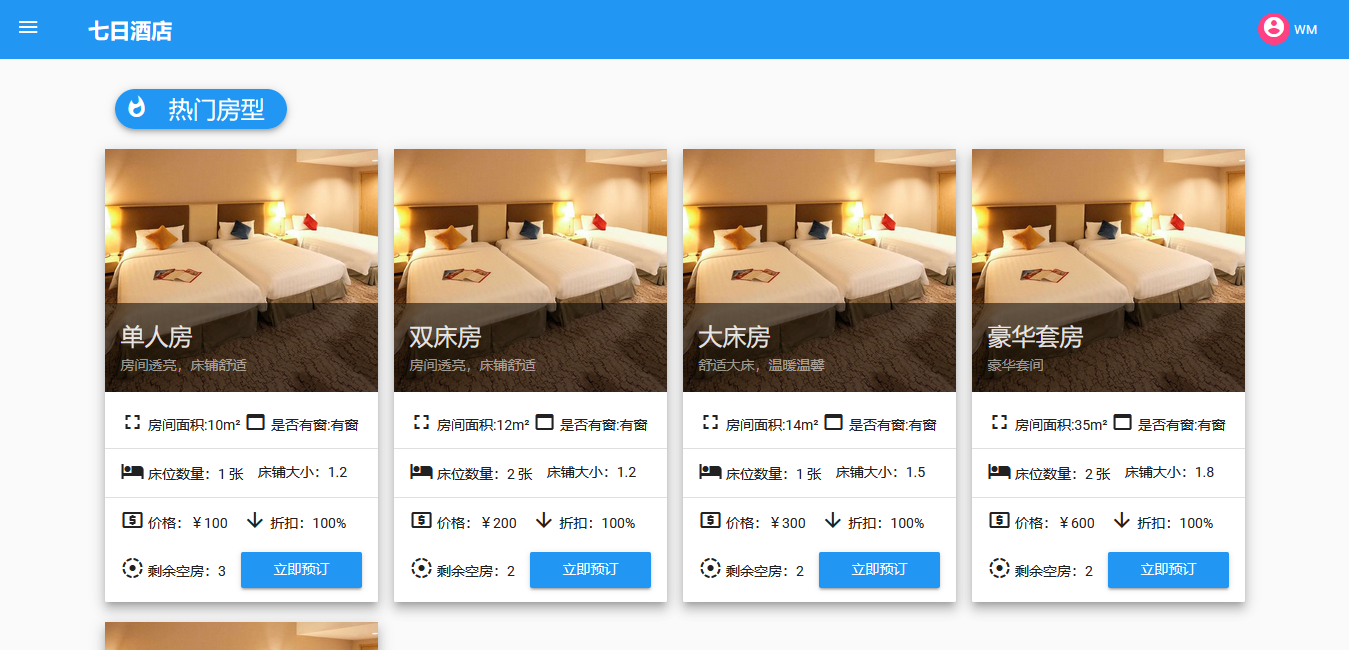 七日酒店
WM
热门房型
单人房
房间透亮，床铺舒适
房间面积:10m² 是否有窗:有窗
床位数量：1 张 床铺大小：1.2
价格：￥100 折扣：100%
剩余空房：3 立即预订
双床房
房间透亮，床铺舒适
房间面积:12m² 是否有窗:有窗
床位数量：2 张 床铺大小：1.2
价格：￥200 折扣：100%
剩余空房：2 立即预订
大床房
舒适大床，温暖温馨
房间面积:14m² 是否有窗:有窗
床位数量：1 张 床铺大小：1.5
价格：￥300 折扣：100%
剩余空房：2 立即预订
豪华套房
豪华套间
房间面积:35m² 是否有窗:有窗
床位数量：2 张 床铺大小：1.8
价格：￥600 折扣：100%
剩余空房：2 立即预订